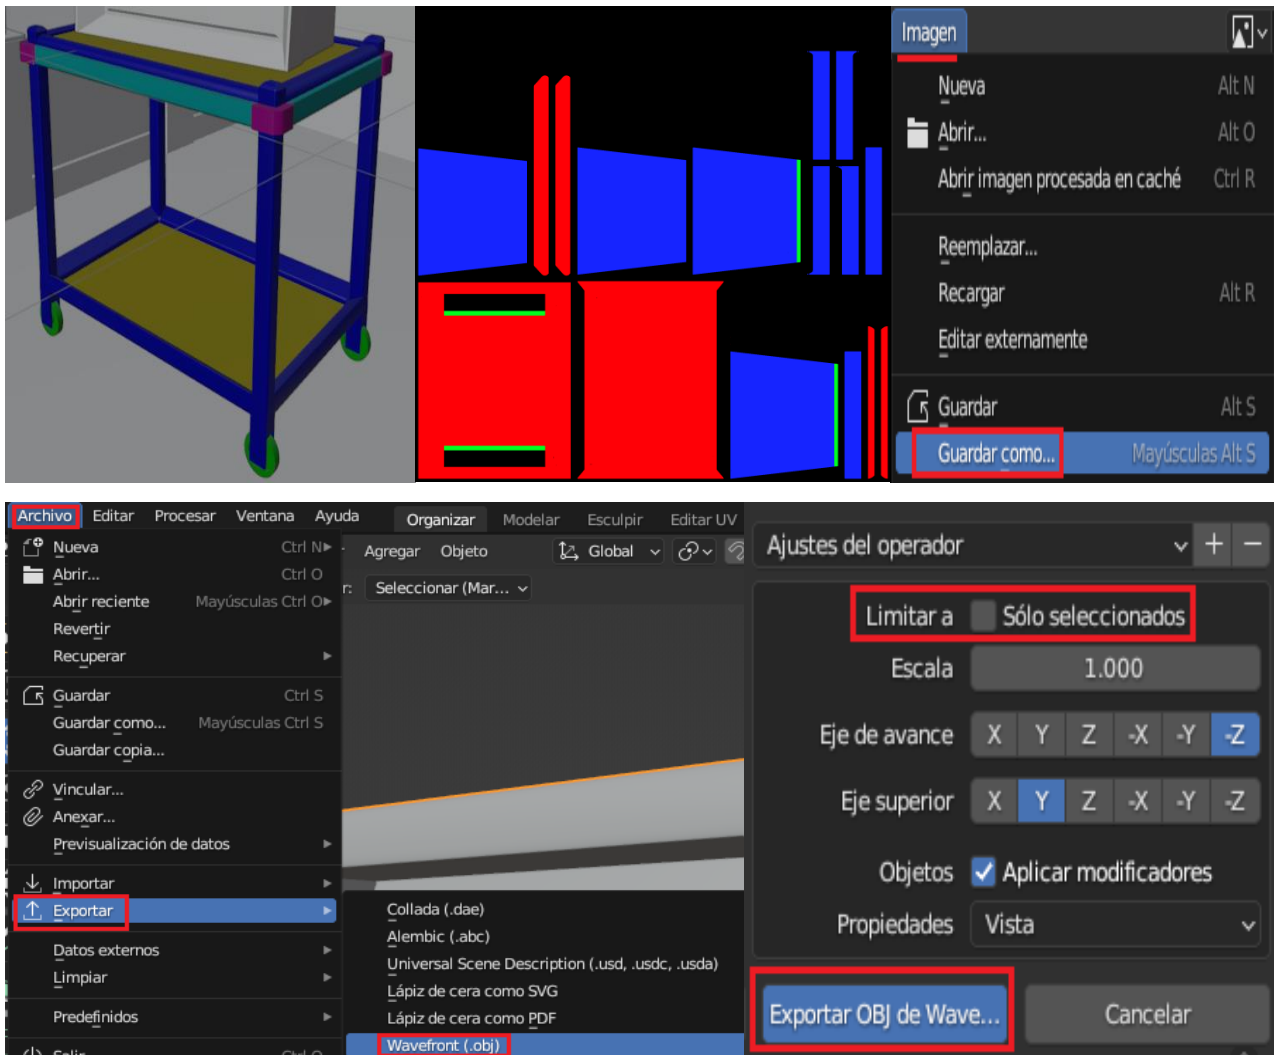 Imagen
Nueva Alt N
Abrir... Alt O
Abrir imagen procesada en caché Ctrl R
Reemplazar...
Recargar Alt R
Editar externamente
Guardar Alt S
Guardar como... Mayúsculas Alt S
Archivo Editar Procesar Ventana Ayuda Organizar Modelar Esculpir Editar UV
Nueva Ctrl N
Abrir... Ctrl O
Abrir reciente Mayúsculas Ctrl O
Revertir
Recuperar
Guardar Ctrl S
Guardar como... Mayúsculas Ctrl S
Guardar copia...
Vincular...
Anexar...
Previsualización de datos
Importar
Exportar
Datos externos
Limpiar
Predefinidos
Salir Ctrl Q
Agregar Objeto Global
r: Seleccionar (Mar...
Collada (.dae)
Alembic (.abc)
Universal Scene Description (.usd, .usdc, .usda)
Lápiz de cera como SVG
Lápiz de cera como PDF
Wavefront (.obj)
Ajustes del operador
Limitar a Sólo seleccionados
Escala 1.000
Eje de avance X Y Z -X -Y -Z
Eje superior X Y Z -X -Y -Z
Objetos Aplicar modificadores
Propiedades Vista
Exportar OBJ de Wave... Cancelar